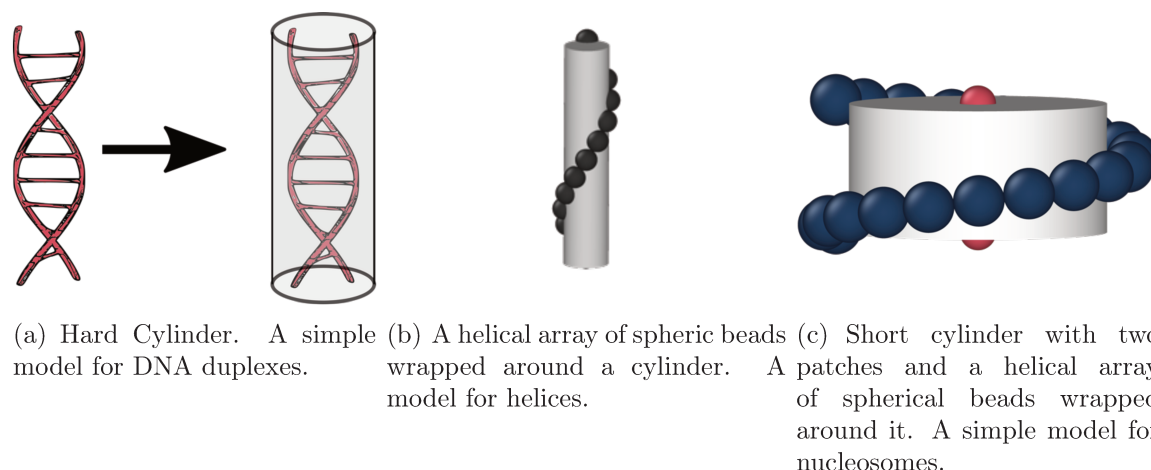 (a) Hard Cylinder. A simple
model for DNA duplexes.
(b) A helical array of spheric beads
wrapped around a cylinder. A
model for helices.
(c) Short cylinder with two
patches and a helical array
of spherical beads wrapped
around it. A simple model for
nucleosomes.